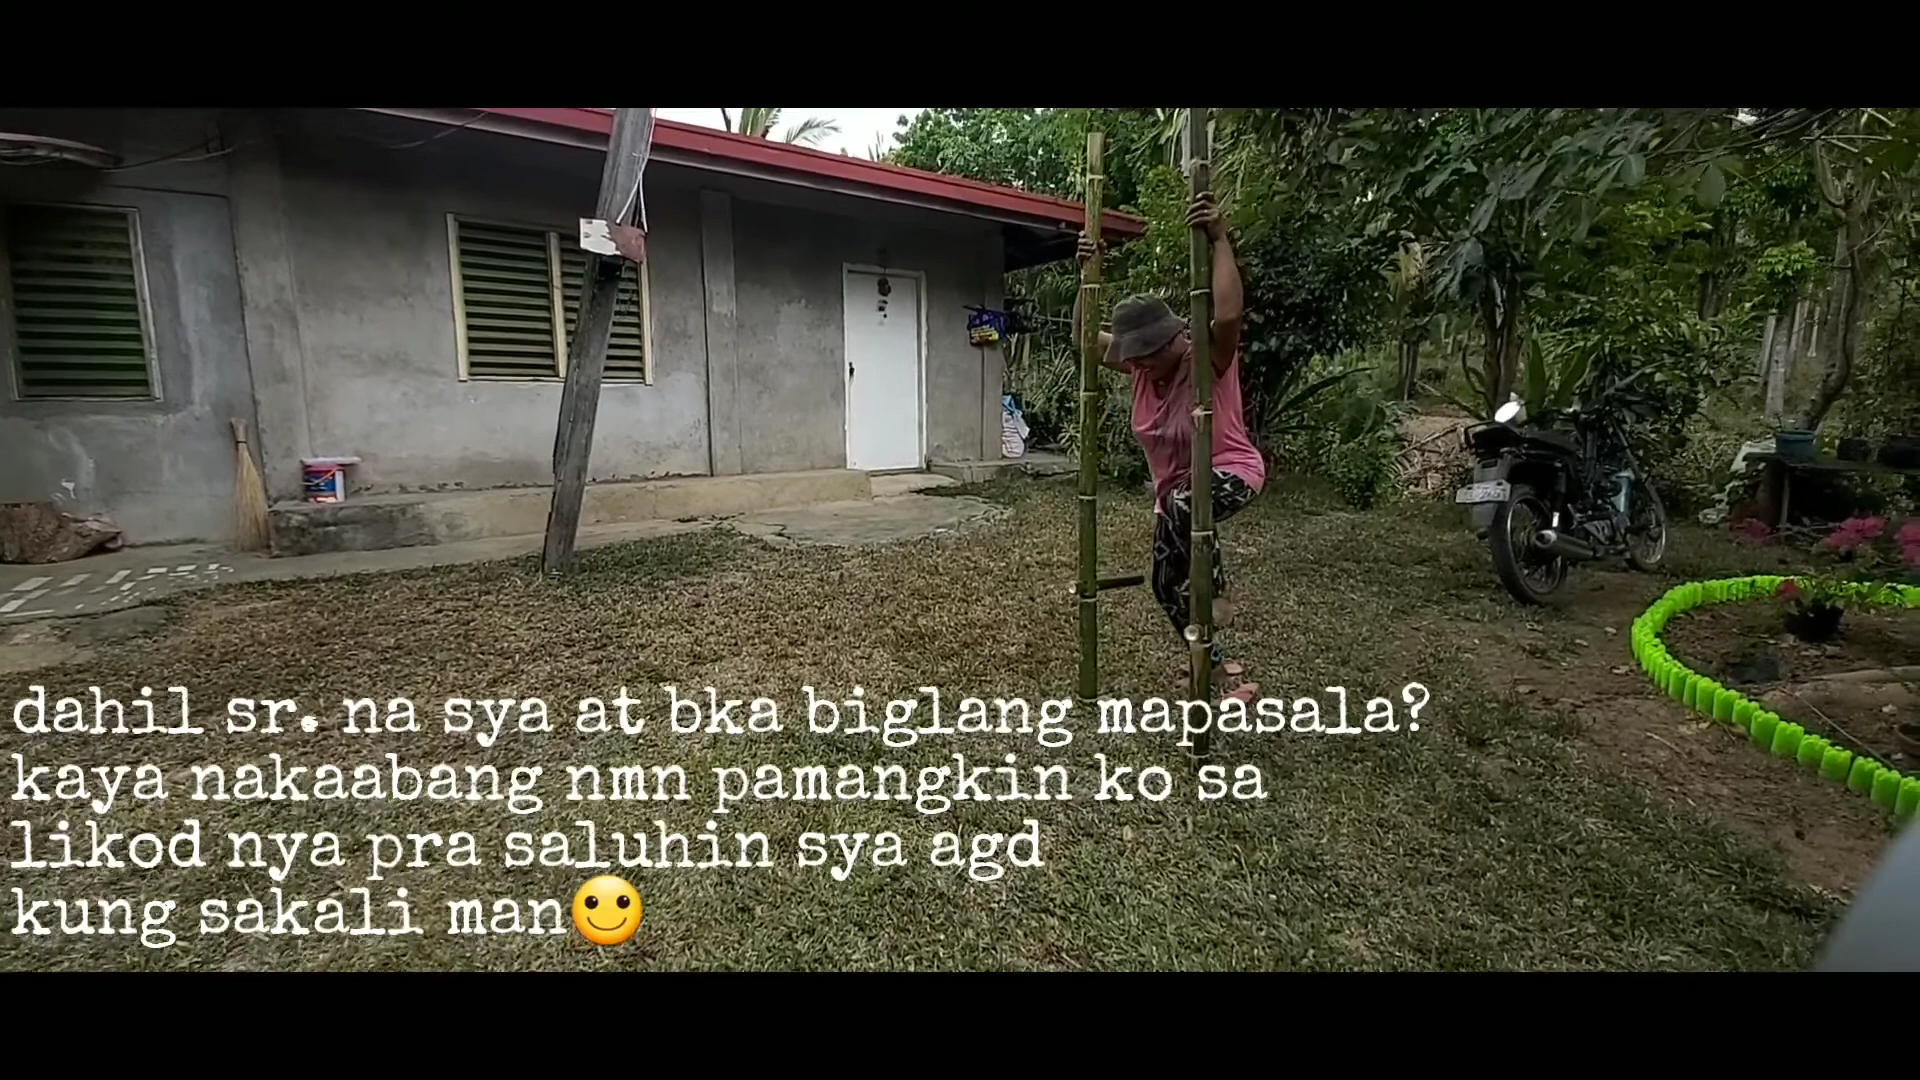 dahil sr. na sya at bka biglang mapasala?
kaya nakaabang nmn pamangkin ko sa
likod nya pra saluhin sya agd
kung sakali man🙂